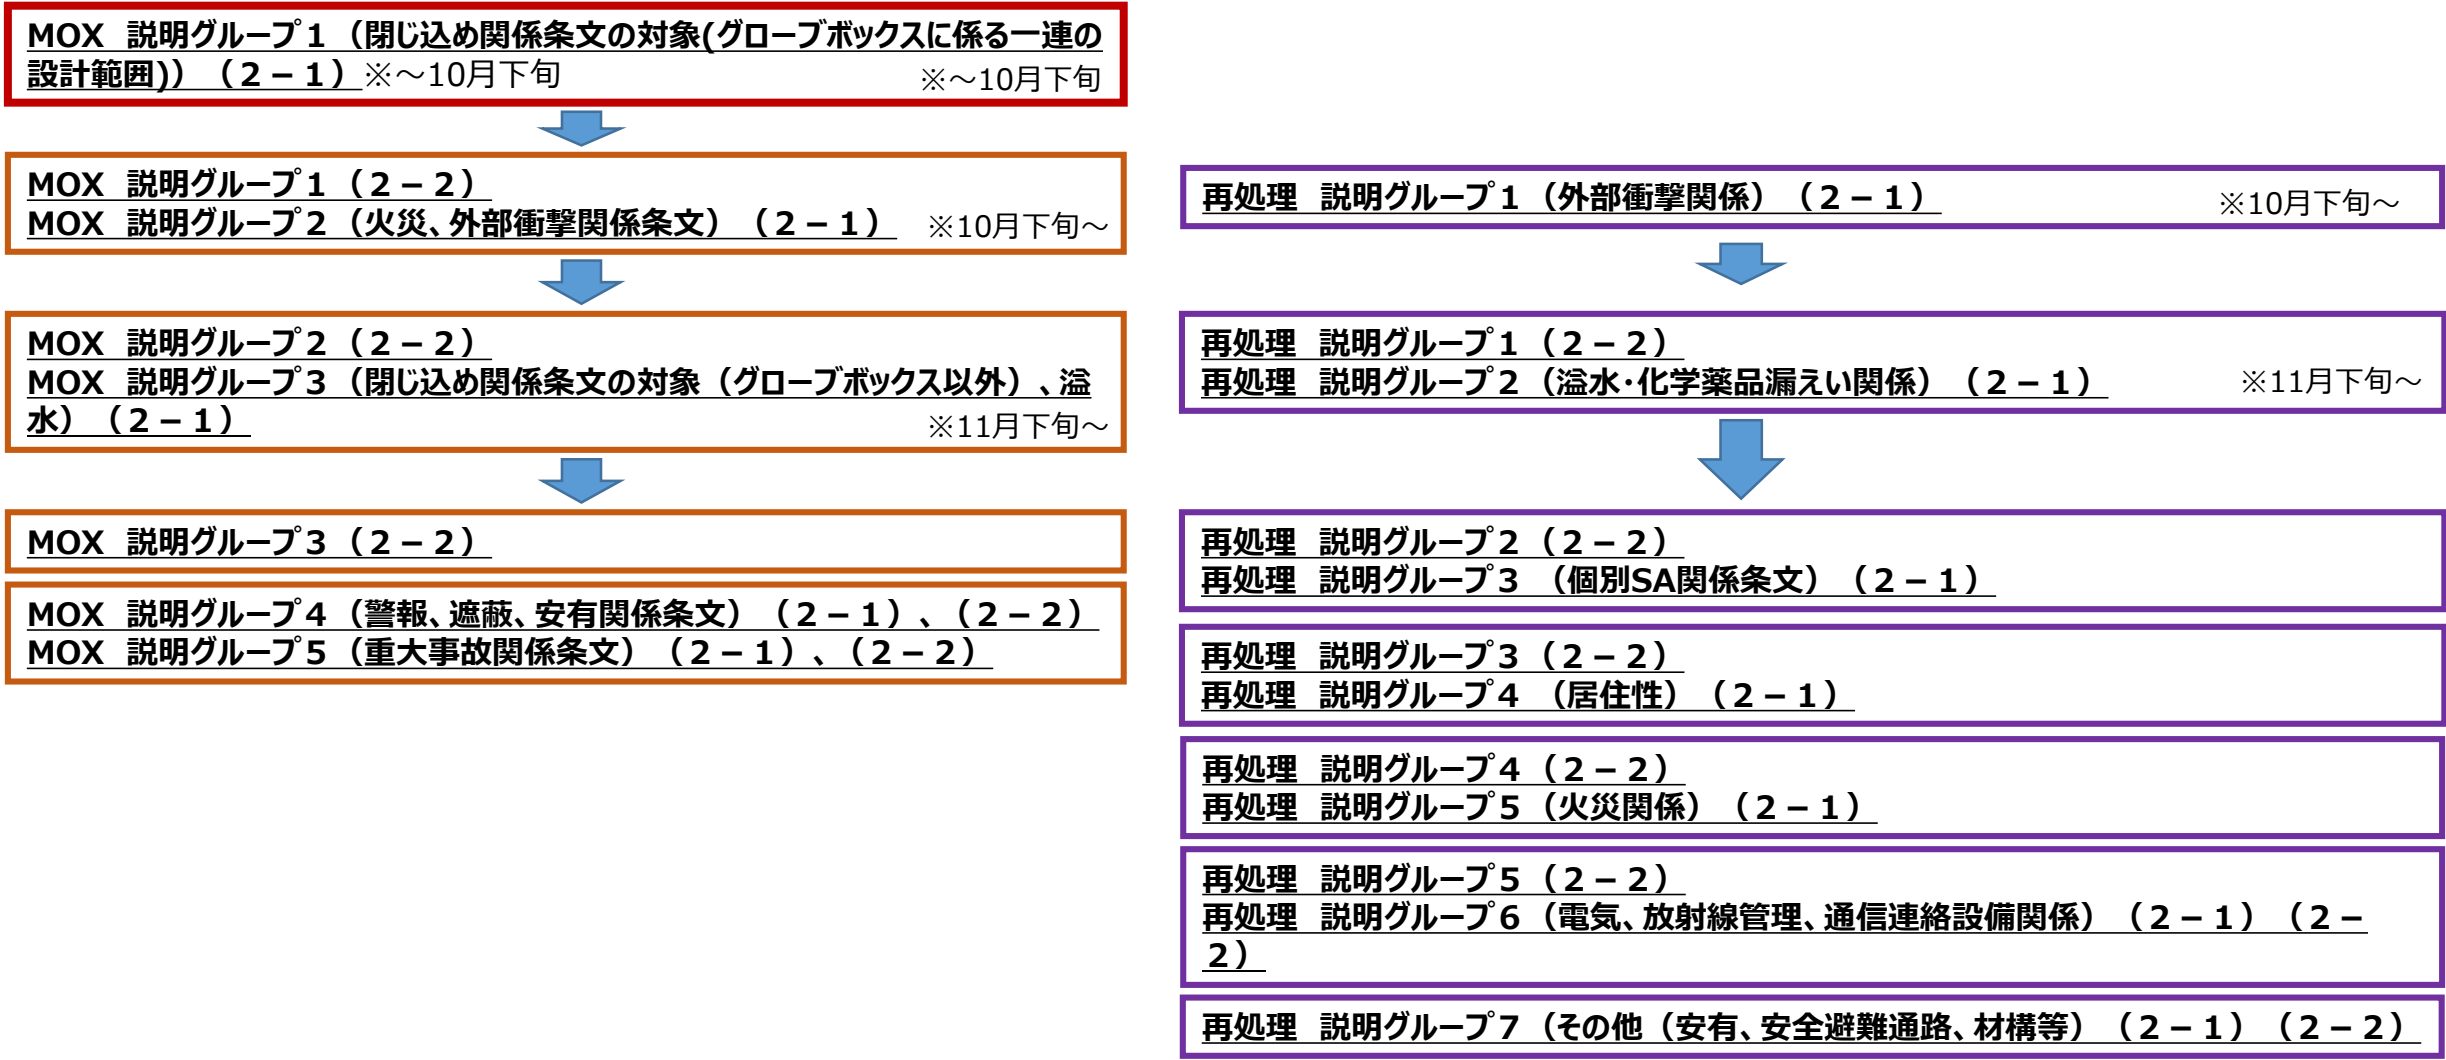 MOX 説明グループ１（閉じ込め関係条文の対象(グローブボックスに係る一連の
設計範囲)）（２－１）※～10月下旬
※～10月下旬
MOX 説明グループ１（２－２）
MOX 説明グループ２（火災、外部衝撃関係条文）（２－１）
※10月下旬～
MOX 説明グループ２（２－２）
MOX 説明グループ３（閉じ込め関係条文の対象（グローブボックス以外）、溢
水）（２－１）
※11月下旬～
MOX 説明グループ３（２－２）
MOX 説明グループ４（警報、遮蔽、安有関係条文）（２－１）、（２－２）
MOX 説明グループ５（重大事故関係条文）（２－１）、（２－２）
再処理 説明グループ１（外部衝撃関係）（２－１）
※10月下旬～
再処理 説明グループ１（２－２）
再処理 説明グループ２（溢水・化学薬品漏えい関係）（２－１）
※11月下旬～
再処理 説明グループ２（２－２）
再処理 説明グループ３ （個別SA関係条文）（２－１）
再処理 説明グループ３（２－２）
再処理 説明グループ４ （居住性）（２－１）
再処理 説明グループ４（２－２）
再処理 説明グループ５（火災関係）（２－１）
再処理 説明グループ５（２－２）
再処理 説明グループ６（電気、放射線管理、通信連絡設備関係）（２－１）（２－
２）
再処理 説明グループ７（その他（安有、安全避難通路、材構等）（２－１）（２－２）